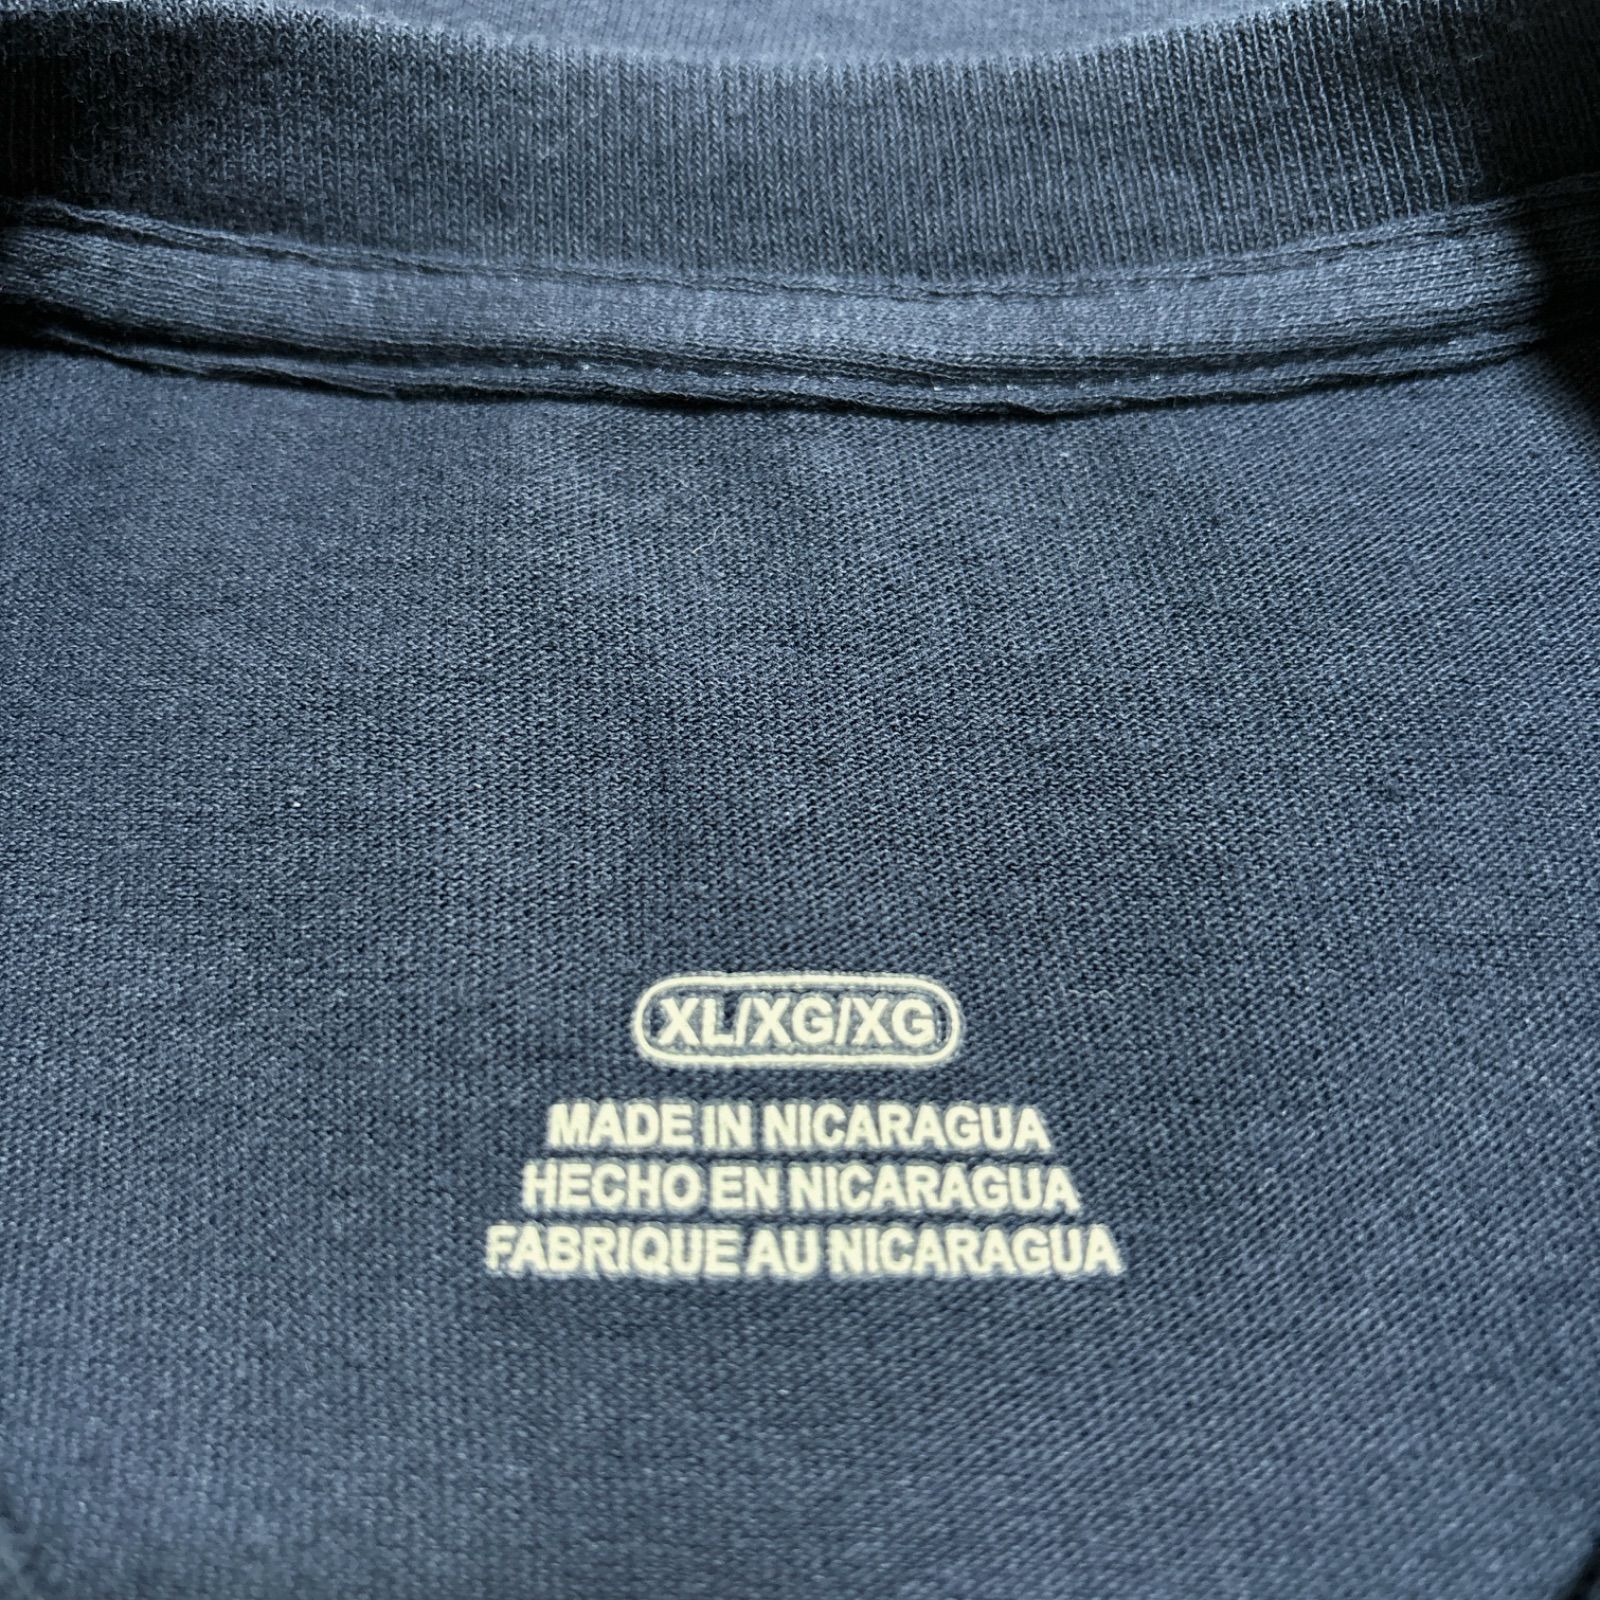 XL/XG/XG
MADE IN NICARAGUA
HECHO EN NICARAGUA
FABRIQUE AU NICARAGUA